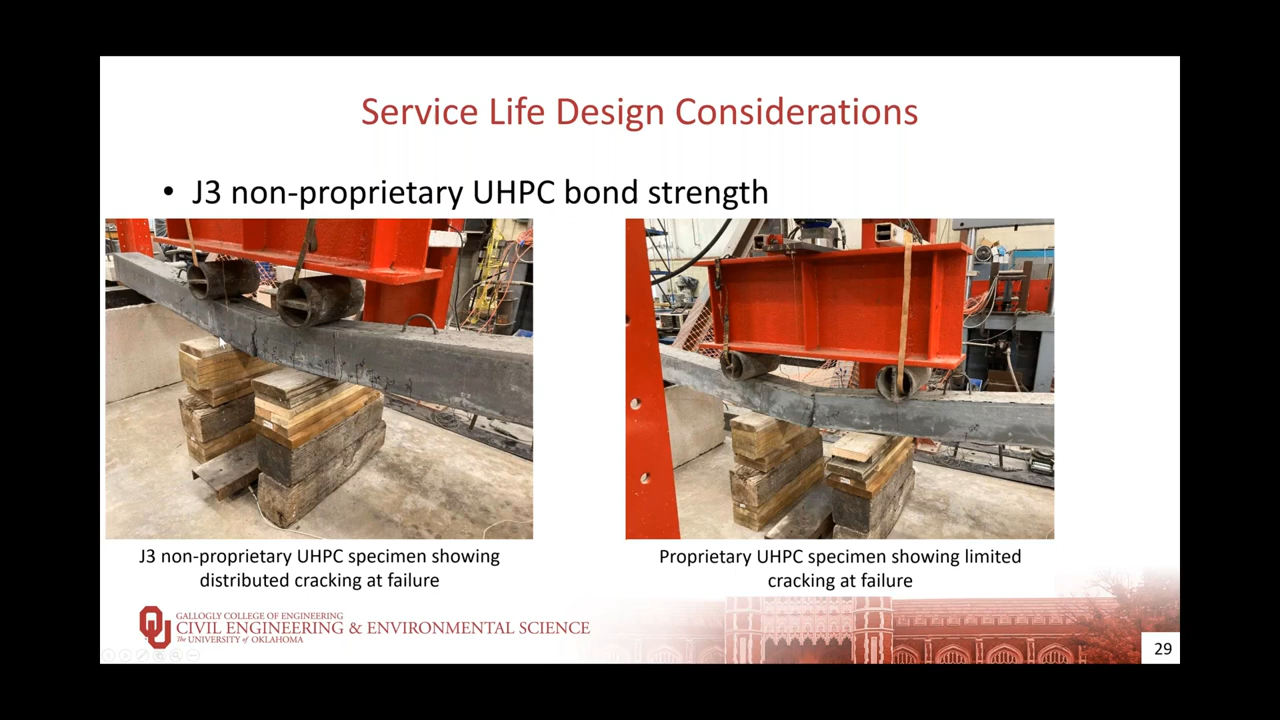 Service Life Design Considerations
• J3 non-proprietary UHPC bond strength
J3 non-proprietary UHPC specimen showing
distributed cracking at failure
Proprietary UHPC specimen showing limited
cracking at failure
GALLOGLY COLLEGE OF ENGINEERING
CIVIL ENGINEERING & ENVIRONMENTAL SCIENCE
The UNIVERSITY of OKLAHOMA
29